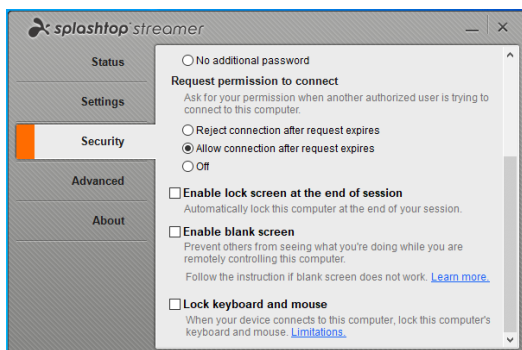 splashtop streamer
Status
Settings
Security
Advanced
About
No additional password
Request permission to connect
Ask for your permission when another authorized user is trying to
connect to this computer.
Reject connection after request expires
Allow connection after request expires
Off
Enable lock screen at the end of session
Automatically lock this computer at the end of your session.
Enable blank screen
Prevent others from seeing what you're doing while you are
remotely controlling this computer.
Follow the instruction if blank screen does not work. Learn more.
Lock keyboard and mouse
When your device connects to this computer, lock this computer's
keyboard and mouse. Limitations.